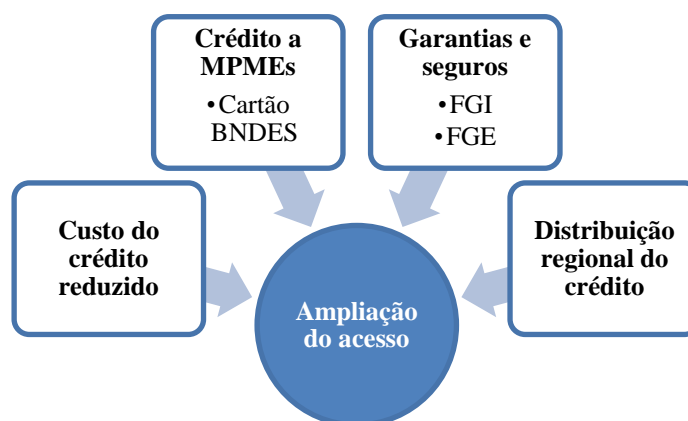 Crédito a
MPMEs
•Cartão
BNDES
Garantias e
seguros
•FGI
•FGE
Custo do
crédito
reduzido
Distribuição
regional do
crédito
Ampliação
do acesso